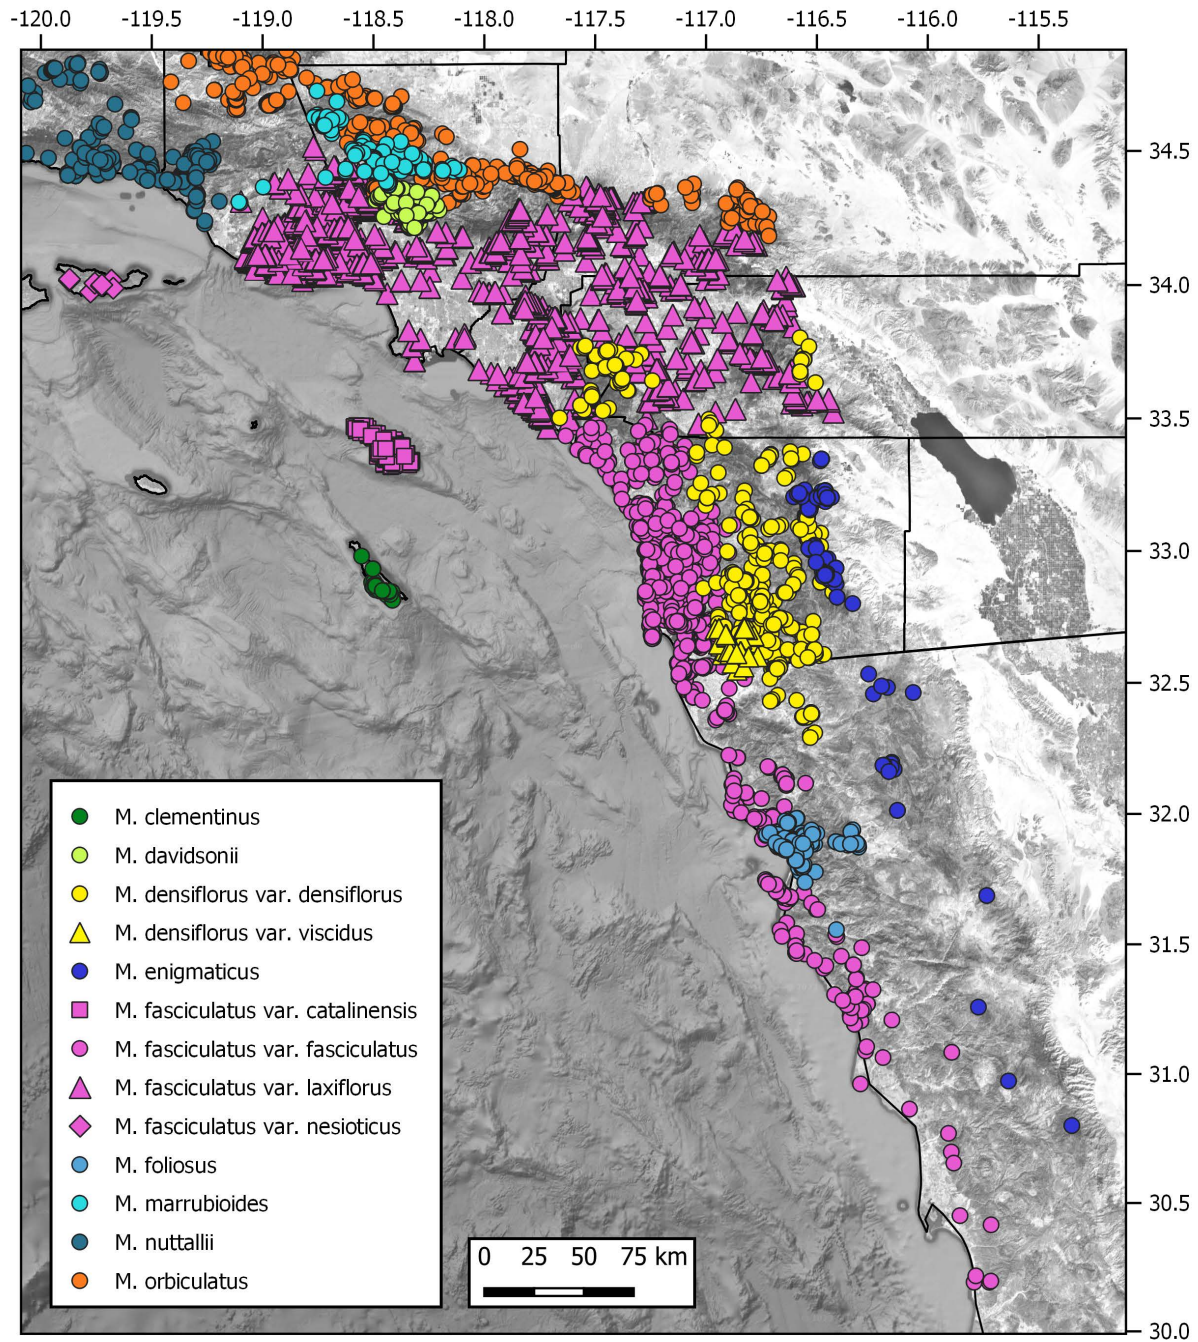 -120.0 -119.5 -119.0 -118.5 -118.0 -117.5 -117.0 -116.5 -116.0 -115.5
34.5
34.0
33.5
33.0
32.5
32.0
31.5
31.0
30.5
30.0
M. clementinus
M. davidsonii
M. densiflorus var. densiflorus
M. densiflorus var. viscidus
M. enigmaticus
M. fasciculatus var. catalinensis
M. fasciculatus var. fasciculatus
M. fasciculatus var. laxiflorus
M. fasciculatus var. nesioticus
M. foliosus
M. marrubioides
M. nuttallii
M. orbiculatus
0 25 50 75 km